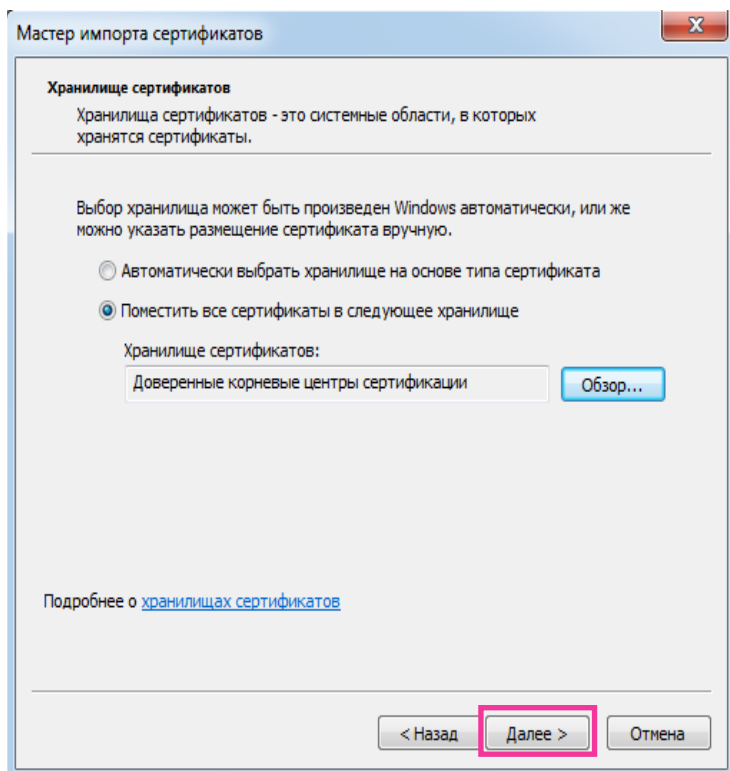 Мастер импорта сертификатов
Хранилище сертификатов
Хранилища сертификатов - это системные области, в которых
хранятся сертификаты.
Выбор хранилища может быть произведен Windows автоматически, или же
можно указать размещение сертификата вручную.
Автоматически выбрать хранилище на основе типа сертификата
Поместить все сертификаты в следующее хранилище
Хранилище сертификатов:
Доверенные корневые центры сертификации
Обзор...
Подробнее о хранилищах сертификатов
< Назад
Далее >
Отмена